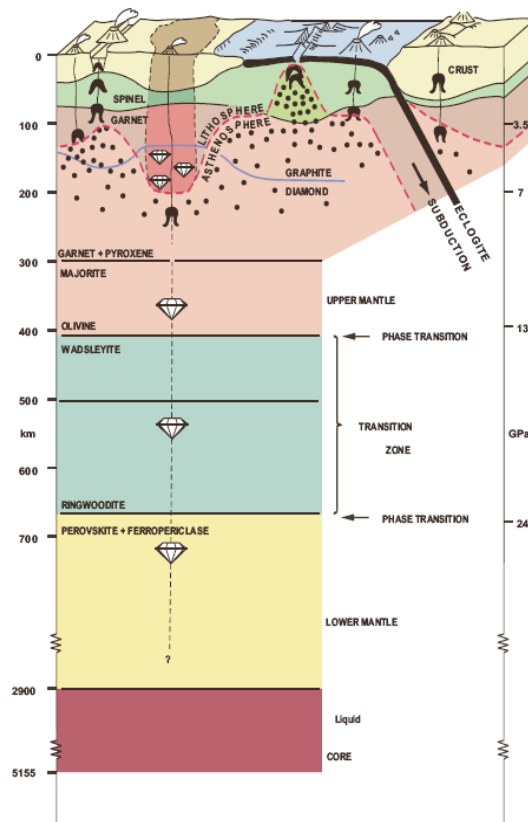 0
CRUST
SPINEL
GARNET
100
3.5
LITHOSPHERE
ASTHENOSPHERE
GRAPHITE
DIAMOND
200
7
SUBDUCTION
ECLOGITE
GARNET + PYROXENE
300
MAJORITE
UPPER MANTLE
OLIVINE
400
13
PHASE TRANSITION
WADSLEYITE
500
km
TRANSITION
ZONE
GPa
600
RINGWOODITE
PHASE TRANSITION
24
PEROVSKITE + FERROPERICLASE
700
LOWER MANTLE
?
2900
Liquid
CORE
5155